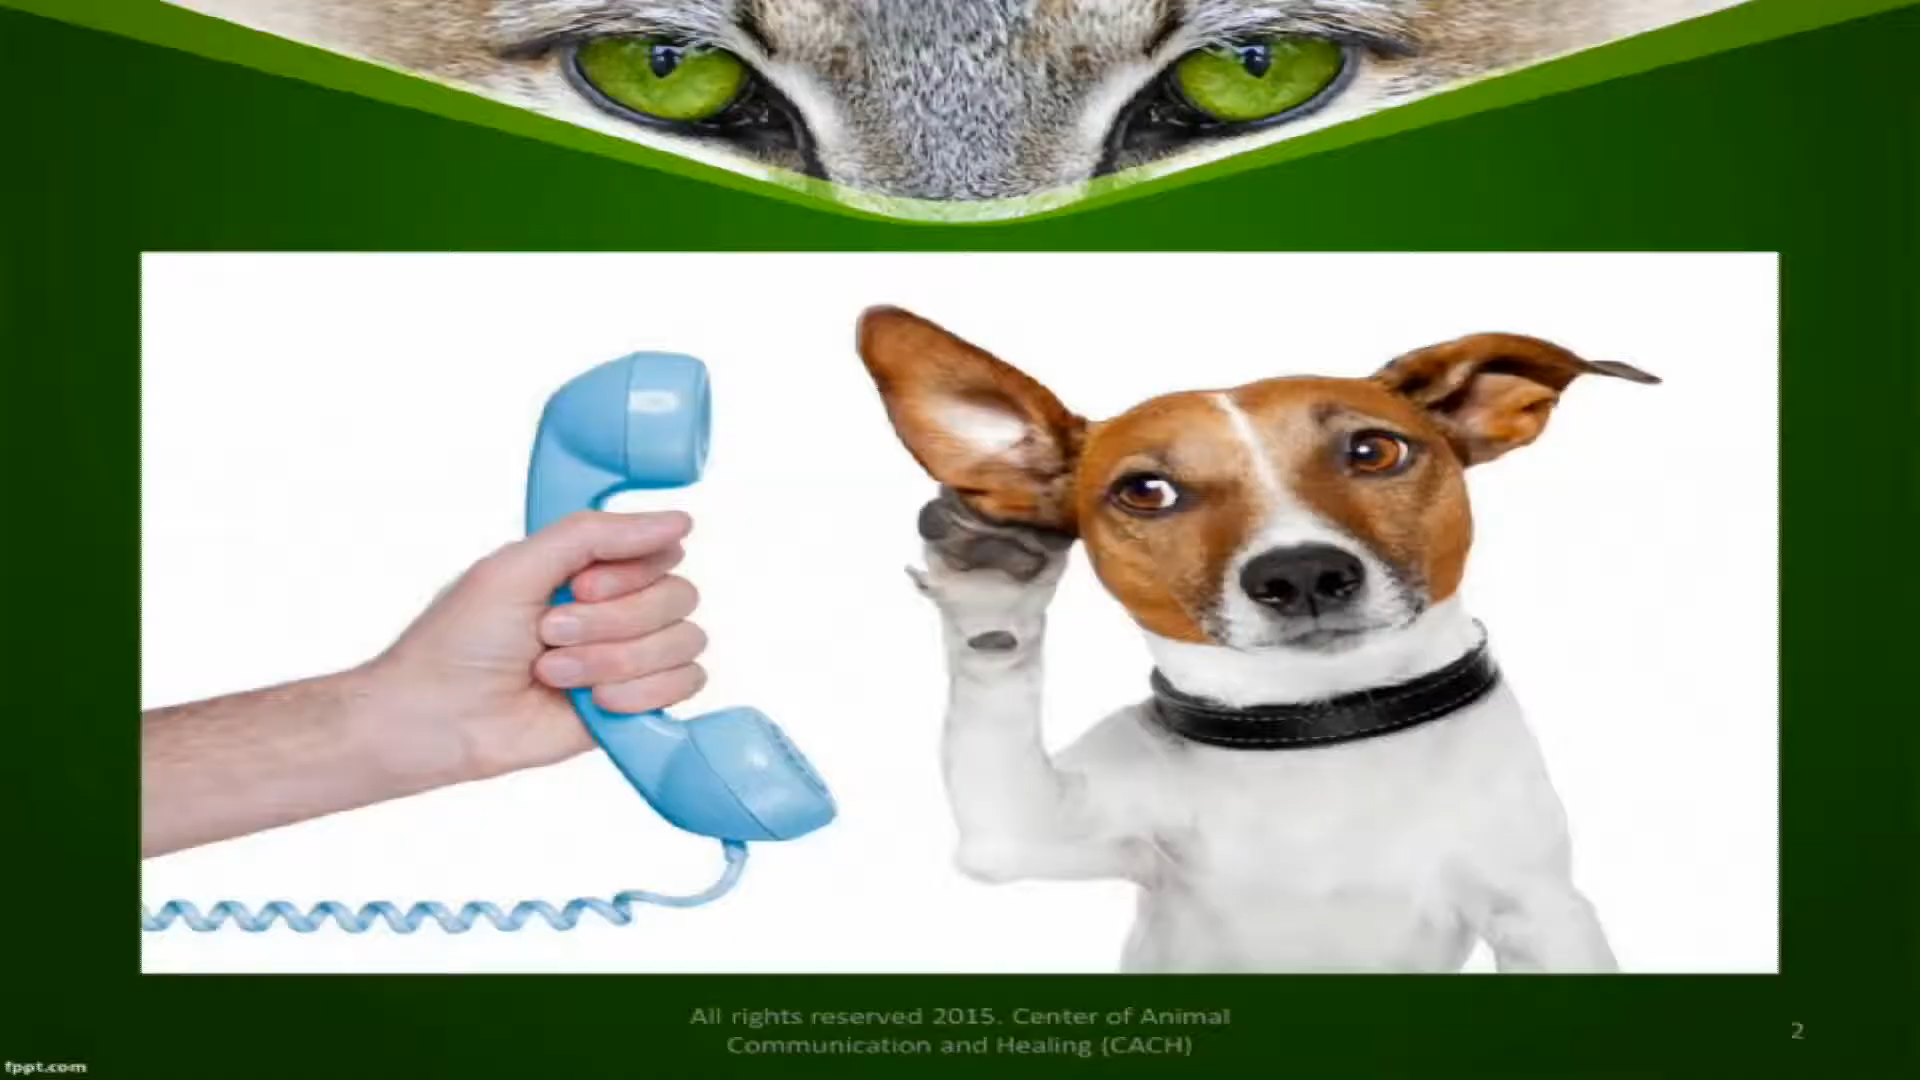 All rights reserved 2015. Center of Animal
Communication and Healing (CACH)
2
fppt.com